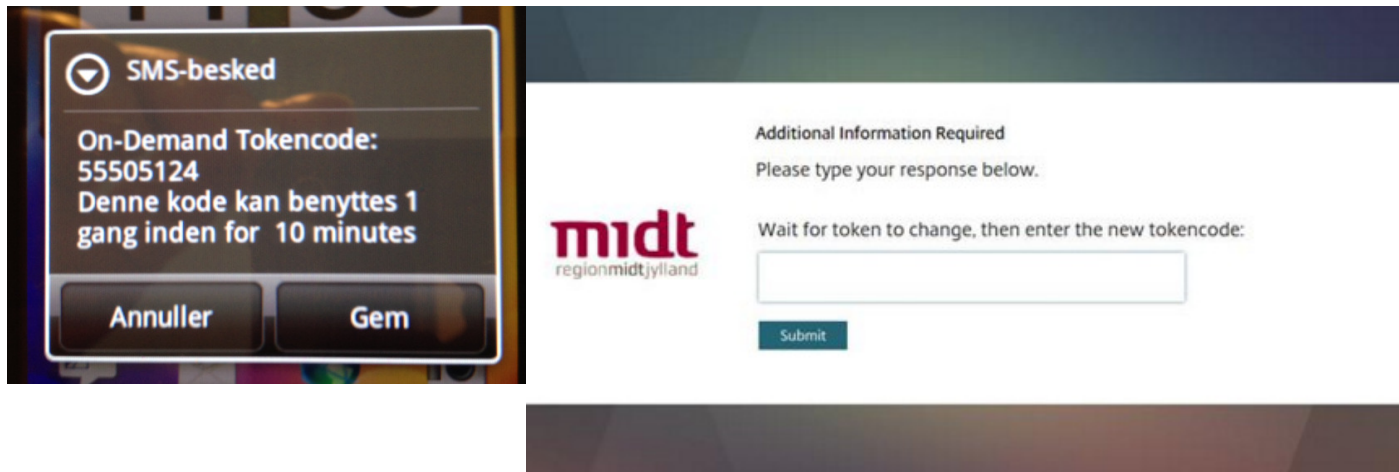 SMS-besked
On-Demand Tokencode:
55505124
Denne kode kan benyttes 1
gang inden for 10 minutes
Annuller
Gem
Additional Information Required
Please type your response below.
Wait for token to change, then enter the new tokencode:
midt
regionmidtjylland
Submit